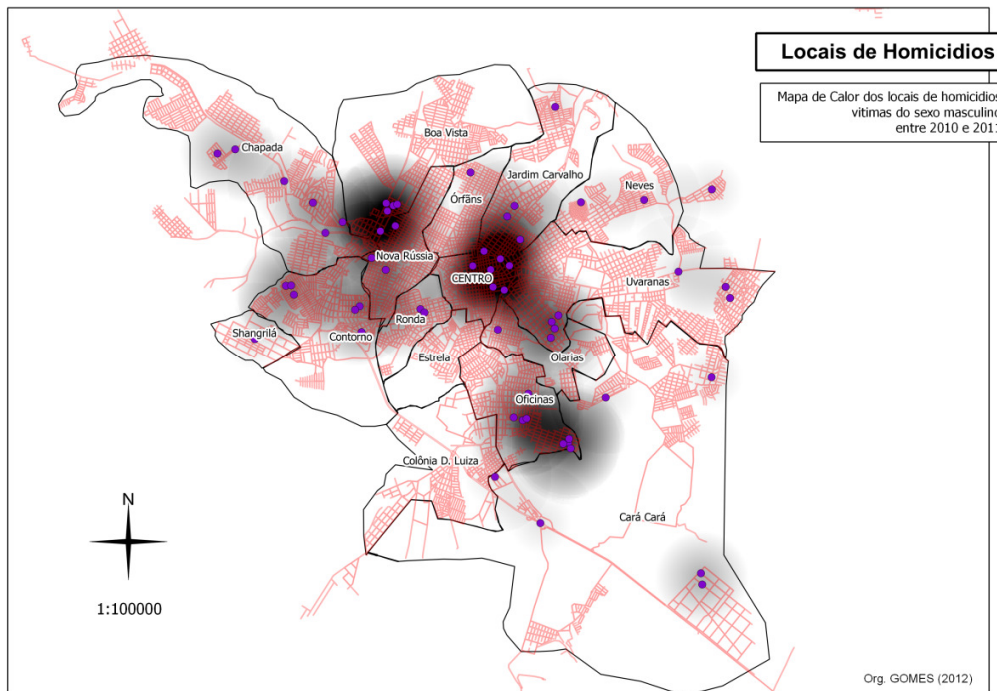 Locais de Homicidios
Mapa de Calor dos locais de homicidios
vitimas do sexo masculino
entre 2010 e 2011
Boa Vista
Chapada
Jardim Carvalho
Neves
Órfãns
Nova Rússia
CENTRO
Uvaranas
Ronda
Shangrilá
Contorno
Estrela
Olarias
Oficinas
Colônia D. Luiza
Cará Cará
N
1:100000
Org. GOMES (2012)